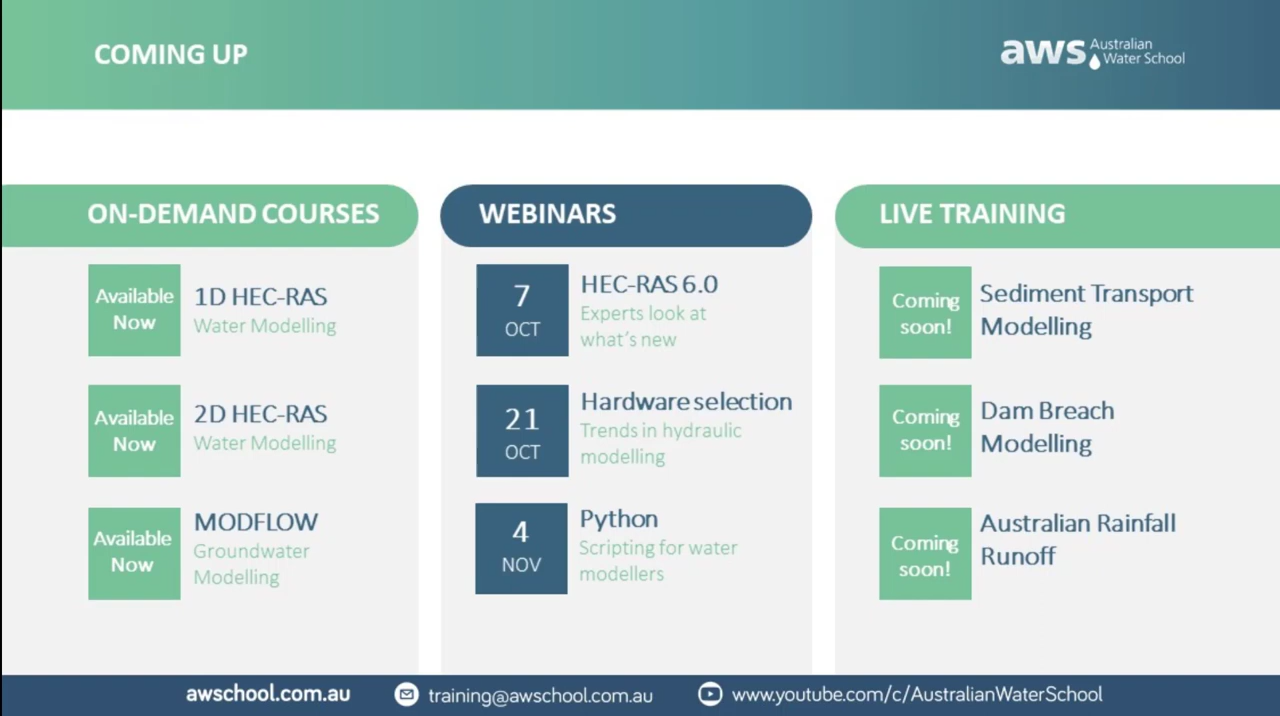 COMING UP
aws Australian
Water School
ON-DEMAND COURSES
Available
Now
1D HEC-RAS
Water Modelling
Available
Now
2D HEC-RAS
Water Modelling
Available
Now
MODFLOW
Groundwater
Modelling
WEBINARS
7
OCT
HEC-RAS 6.0
Experts look at
what's new
21
OCT
Hardware selection
Trends in hydraulic
modelling
4
NOV
Python
Scripting for water
modellers
LIVE TRAINING
Coming
soon!
Sediment Transport
Modelling
Coming
soon!
Dam Breach
Modelling
Coming
soon!
Australian Rainfall
Runoff
awschool.com.au
training@awschool.com.au
www.youtube.com/c/AustralianWaterSchool